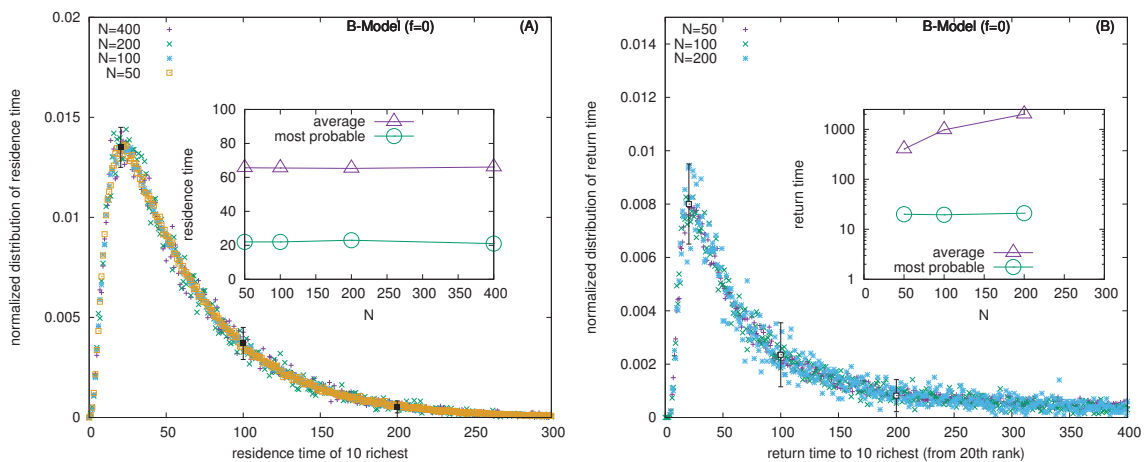 B-Model (f=0)
(A)
N=400
N=200
N=100
N=50
normalized distribution of residence time
0.02
0.015
0.01
0.005
0
0 50 100 150 200 250 300
residence time of 10 richest
average
most probable
residence time
100
80
60
40
20
0
50 100 150 200 250 300 350 400
N
B-Model (f=0)
(B)
N=50
N=100
N=200
normalized distribution of return time
0.014
0.012
0.01
0.008
0.006
0.004
0.002
0
0 50 100 150 200 250 300 350 400
return time to 10 richest (from 20th rank)
return time
1000
100
10
1
average
most probable
0 50 100 150 200 250 300
N